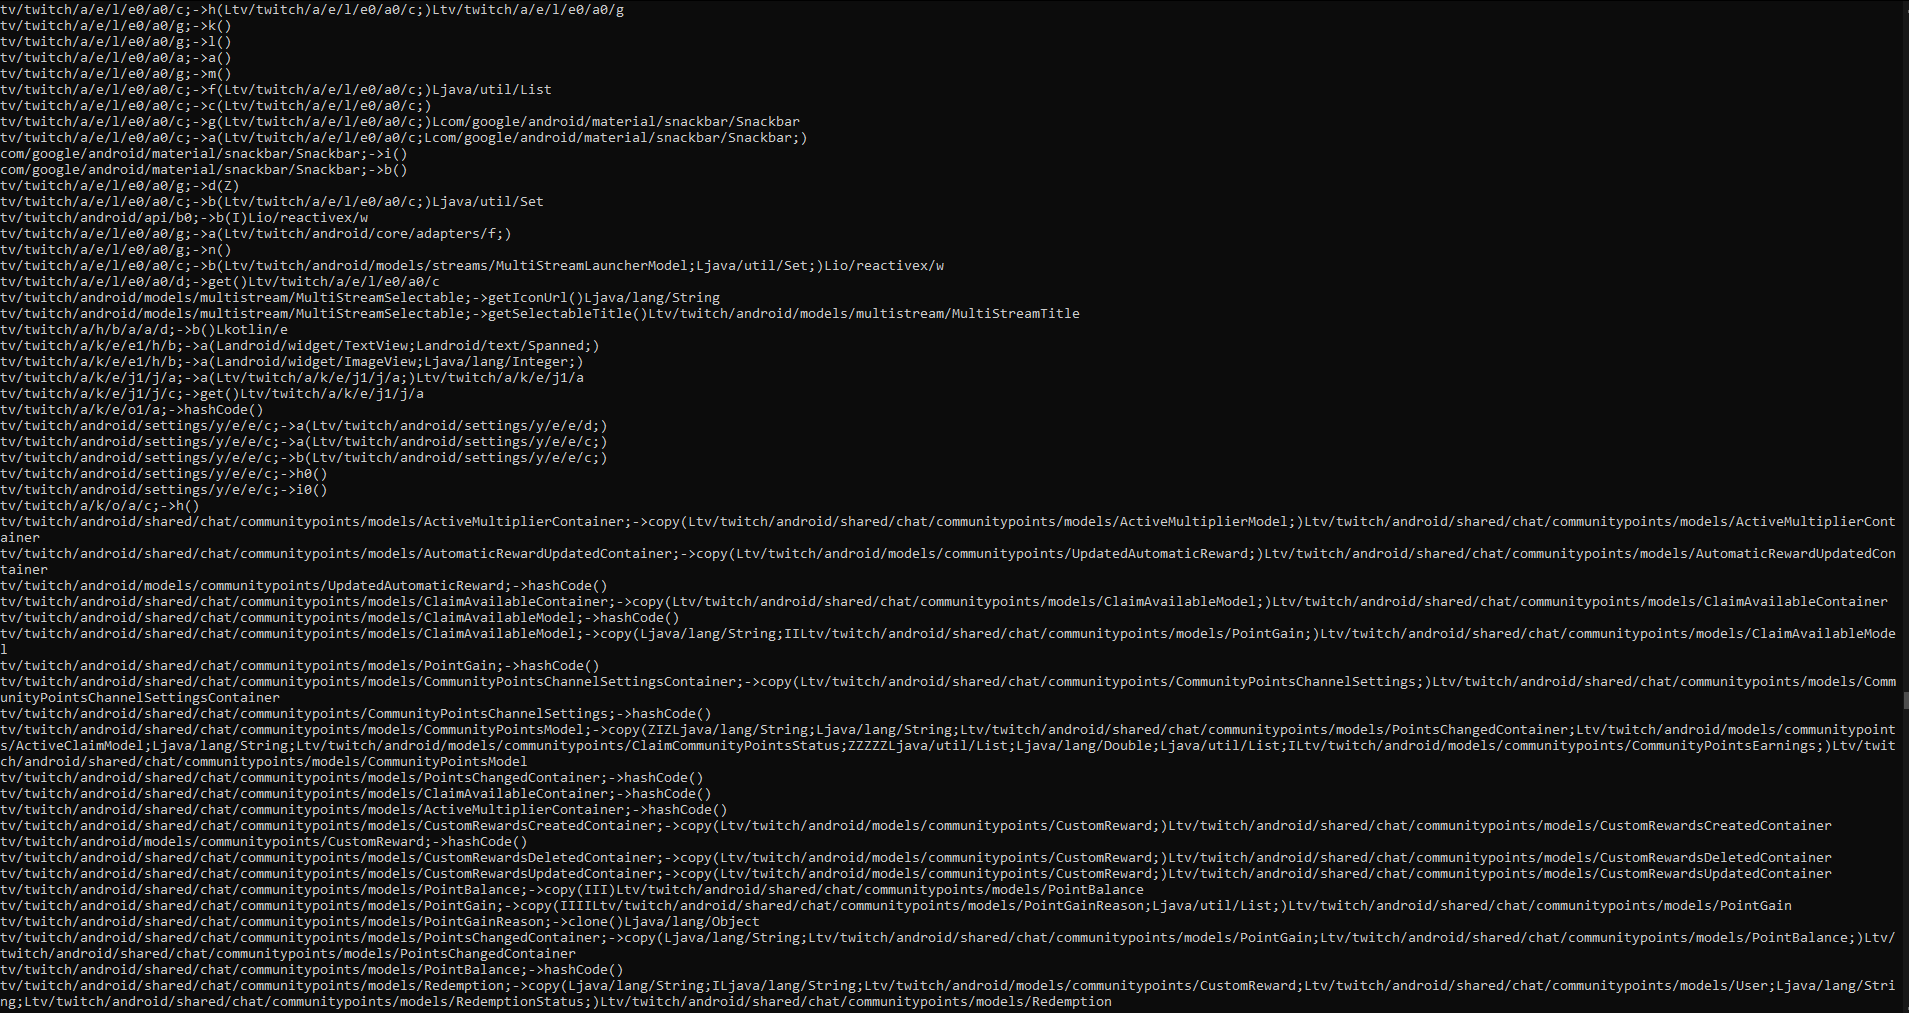 tv/twitch/a/e/l/e0/a0/c;->h(Ltv/twitch/a/e/l/e0/a0/c;)Ltv/twitch/a/e/l/e0/a0/g
tv/twitch/a/e/l/e0/a0/g;->k()
tv/twitch/a/e/l/e0/a0/g;->l()
tv/twitch/a/e/l/e0/a0/a;->a()
tv/twitch/a/e/l/e0/a0/g;->m()
tv/twitch/a/e/l/e0/a0/c;->f(Ltv/twitch/a/e/l/e0/a0/c;)Ljava/util/List
tv/twitch/a/e/l/e0/a0/c;->c(Ltv/twitch/a/e/l/e0/a0/c;)
tv/twitch/a/e/l/e0/a0/c;->g(Ltv/twitch/a/e/l/e0/a0/c;)Lcom/google/android/material/snackbar/Snackbar
tv/twitch/a/e/l/e0/a0/c;->a(Ltv/twitch/a/e/l/e0/a0/c;Lcom/google/android/material/snackbar/Snackbar;)
com/google/android/material/snackbar/Snackbar;->i()
com/google/android/material/snackbar/Snackbar;->b()
tv/twitch/a/e/l/e0/a0/g;->d(Z)
tv/twitch/a/e/l/e0/a0/c;->b(Ltv/twitch/a/e/l/e0/a0/c;)Ljava/util/Set
tv/twitch/android/api/b0;->b(I)Lio/reactivex/w
tv/twitch/a/e/l/e0/a0/g;->a(Ltv/twitch/android/core/adapters/f;)
tv/twitch/a/e/l/e0/a0/g;->n()
tv/twitch/a/e/l/e0/a0/c;->b(Ltv/twitch/android/models/streams/MultiStreamLauncherModel;Ljava/util/Set;)Lio/reactivex/w
tv/twitch/a/e/l/e0/a0/d;->get()Ltv/twitch/a/e/l/e0/a0/c
tv/twitch/android/models/multistream/MultiStreamSelectable;->getIconUrl()Ljava/lang/String
tv/twitch/android/models/multistream/MultiStreamSelectable;->getSelectableTitle()Ltv/twitch/android/models/multistream/MultiStreamTitle
tv/twitch/a/h/b/a/a/d;->b()Lkotlin/e
tv/twitch/a/k/e/e1/h/b;->a(Landroid/widget/TextView;Landroid/text/Spanned;)
tv/twitch/a/k/e/e1/h/b;->a(Landroid/widget/ImageView;Ljava/lang/Integer;)
tv/twitch/a/k/e/j1/j/a;->a(Ltv/twitch/a/k/e/j1/j/a;)Ltv/twitch/a/k/e/j1/a
tv/twitch/a/k/e/j1/j/c;->get()Ltv/twitch/a/k/e/j1/j/a
tv/twitch/a/k/e/o1/a;->hashCode()
tv/twitch/android/settings/y/e/e/c;->a(Ltv/twitch/android/settings/y/e/e/d;)
tv/twitch/android/settings/y/e/e/c;->a(Ltv/twitch/android/settings/y/e/e/c;)
tv/twitch/android/settings/y/e/e/c;->b(Ltv/twitch/android/settings/y/e/e/c;)
tv/twitch/android/settings/y/e/e/c;->h0()
tv/twitch/android/settings/y/e/e/c;->i0()
tv/twitch/a/k/o/a/c;->h()
tv/twitch/android/shared/chat/communitypoints/models/ActiveMultiplierContainer;->copy(Ltv/twitch/android/shared/chat/communitypoints/models/ActiveMultiplierModel;)Ltv/twitch/android/shared/chat/communitypoints/models/ActiveMultiplierCont
ainer
tv/twitch/android/shared/chat/communitypoints/models/AutomaticRewardUpdatedContainer;->copy(Ltv/twitch/android/models/communitypoints/UpdatedAutomaticReward;)Ltv/twitch/android/shared/chat/communitypoints/models/AutomaticRewardUpdatedCon
tainer
tv/twitch/android/models/communitypoints/UpdatedAutomaticReward;->hashCode()
tv/twitch/android/shared/chat/communitypoints/models/ClaimAvailableContainer;->copy(Ltv/twitch/android/shared/chat/communitypoints/models/ClaimAvailableModel;)Ltv/twitch/android/shared/chat/communitypoints/models/ClaimAvailableContainer
tv/twitch/android/shared/chat/communitypoints/models/ClaimAvailableModel;->hashCode()
tv/twitch/android/shared/chat/communitypoints/models/ClaimAvailableModel;->copy(Ljava/lang/String;IILtv/twitch/android/shared/chat/communitypoints/models/PointGain;)Ltv/twitch/android/shared/chat/communitypoints/models/ClaimAvailableMode
l
tv/twitch/android/shared/chat/communitypoints/models/PointGain;->hashCode()
tv/twitch/android/shared/chat/communitypoints/models/CommunityPointsChannelSettingsContainer;->copy(Ltv/twitch/android/shared/chat/communitypoints/CommunityPointsChannelSettings;)Ltv/twitch/android/shared/chat/communitypoints/models/Comm
unityPointsChannelSettingsContainer
tv/twitch/android/shared/chat/communitypoints/CommunityPointsChannelSettings;->hashCode()
tv/twitch/android/shared/chat/communitypoints/models/CommunityPointsModel;->copy(ZIZLjava/lang/String;Ljava/lang/String;Ltv/twitch/android/shared/chat/communitypoints/models/PointsChangedContainer;Ltv/twitch/android/models/communitypoint
s/ActiveClaimModel;Ljava/lang/String;Ltv/twitch/android/models/communitypoints/ClaimCommunityPointsStatus;ZZZZZLjava/util/List;Ljava/lang/Double;Ljava/util/List;ILtv/twitch/android/models/communitypoints/CommunityPointsEarnings;)Ltv/twit
ch/android/shared/chat/communitypoints/models/CommunityPointsModel
tv/twitch/android/shared/chat/communitypoints/models/PointsChangedContainer;->hashCode()
tv/twitch/android/shared/chat/communitypoints/models/ClaimAvailableContainer;->hashCode()
tv/twitch/android/shared/chat/communitypoints/models/ActiveMultiplierContainer;->hashCode()
tv/twitch/android/shared/chat/communitypoints/models/CustomRewardsCreatedContainer;->copy(Ltv/twitch/android/models/communitypoints/CustomReward;)Ltv/twitch/android/shared/chat/communitypoints/models/CustomRewardsCreatedContainer
tv/twitch/android/models/communitypoints/CustomReward;->hashCode()
tv/twitch/android/shared/chat/communitypoints/models/CustomRewardsDeletedContainer;->copy(Ltv/twitch/android/models/communitypoints/CustomReward;)Ltv/twitch/android/shared/chat/communitypoints/models/CustomRewardsDeletedContainer
tv/twitch/android/shared/chat/communitypoints/models/CustomRewardsUpdatedContainer;->copy(Ltv/twitch/android/models/communitypoints/CustomReward;)Ltv/twitch/android/shared/chat/communitypoints/models/CustomRewardsUpdatedContainer
tv/twitch/android/shared/chat/communitypoints/models/PointBalance;->copy(III)Ltv/twitch/android/shared/chat/communitypoints/models/PointBalance
tv/twitch/android/shared/chat/communitypoints/models/PointGain;->copy(IIIILtv/twitch/android/shared/chat/communitypoints/models/PointGainReason;Ljava/util/List;)Ltv/twitch/android/shared/chat/communitypoints/models/PointGain
tv/twitch/android/shared/chat/communitypoints/models/PointGainReason;->clone()Ljava/lang/Object
tv/twitch/android/shared/chat/communitypoints/models/PointsChangedContainer;->copy(Ljava/lang/String;Ltv/twitch/android/shared/chat/communitypoints/models/PointGain;Ltv/twitch/android/shared/chat/communitypoints/models/PointBalance;)Ltv/
twitch/android/shared/chat/communitypoints/models/PointsChangedContainer
tv/twitch/android/shared/chat/communitypoints/models/PointBalance;->hashCode()
tv/twitch/android/shared/chat/communitypoints/models/Redemption;->copy(Ljava/lang/String;ILjava/lang/String;Ltv/twitch/android/models/communitypoints/CustomReward;Ltv/twitch/android/shared/chat/communitypoints/models/User;Ljava/lang/Stri
ng;Ltv/twitch/android/shared/chat/communitypoints/models/RedemptionStatus;)Ltv/twitch/android/shared/chat/communitypoints/models/Redemption